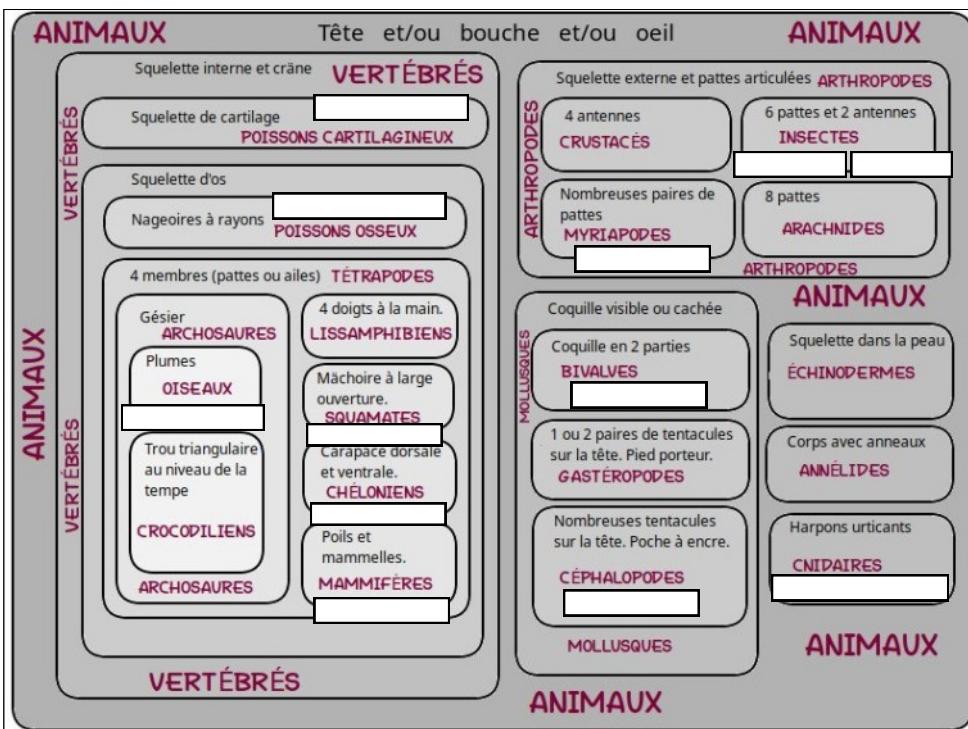 ANIMAUX Tête et/ou bouche et/ou oeil ANIMAUX
Squelette interne et crâne VERTÉBRÉS
VERTÉBRÉS
Squelette de cartilage
POISSONS CARTILAGINEUX
Squelette d'os
Nageoires à rayons
POISSONS OSSEUX
4 membres (pattes ou ailes) TÉTRAPODES
Gésier
ARCHOSAURES
Plumes
OISEAUX
Trou triangulaire
au niveau de la
tempe
CROCODILIENS
ARCHOSAURES
4 doigts à la main.
LISSAMPHIBIENS
Mâchoire à large
ouverture.
SQUAMATES
Carapace dorsale
et ventrale.
CHÉLONIENS
Poils et
mammelles.
MAMMIFÈRES
VERTÉBRÉS
VERTÉBRÉS
ANIMAUX
Squelette externe et pattes articulées ARTHROPODES
ARTHROPODES
4 antennes
CRUSTACÉS
6 pattes et 2 antennes
INSECTES
Nombreuses paires de
pattes
MYRIAPODES
8 pattes
ARACHNIDES
ARTHROPODES
ANIMAUX
Coquille visible ou cachée
MOLLUSQUES
Coquille en 2 parties
BIVALVES
1 ou 2 paires de tentacules
sur la tête. Pied porteur.
GASTÉROPODES
Nombreuses tentacules
sur la tête. Poche à encre.
CÉPHALOPODES
MOLLUSQUES
Squelette dans la peau
ÉCHINODERMES
Corps avec anneaux
ANNÉLIDES
Harpons urticants
CNIDAIRES
ANIMAUX
ANIMAUX